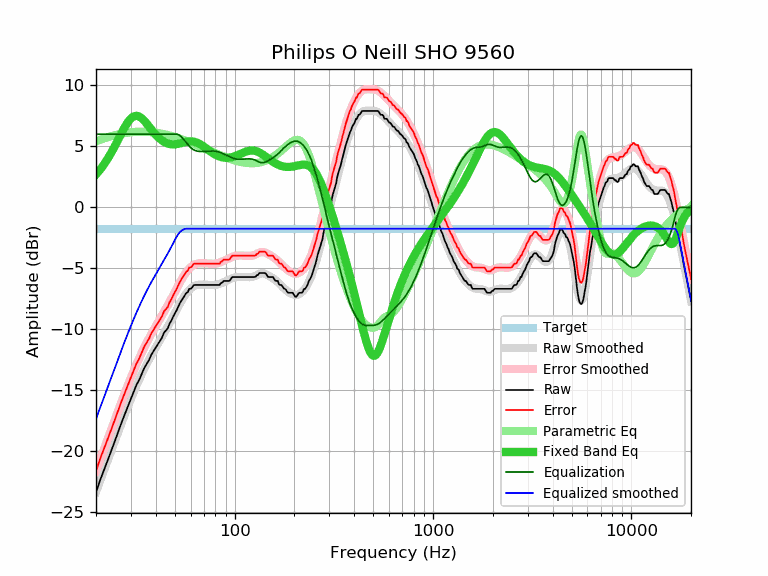 Philips O Neill SHO 9560
10
5
0
−5
−10
−15
−20
−25
Amplitude (dBr)
100
1000
10000
Frequency (Hz)
Target
Raw Smoothed
Error Smoothed
Raw
Error
Parametric Eq
Fixed Band Eq
Equalization
Equalized smoothed